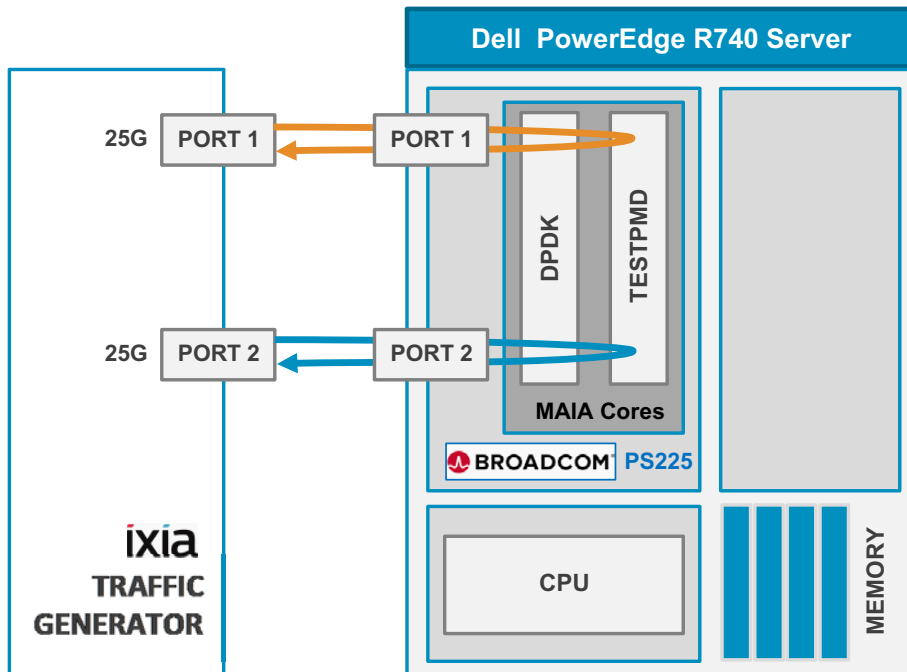 Dell PowerEdge R740 Server
25G
PORT 1
PORT 1
DPDK
TESTPMD
25G
PORT 2
PORT 2
MAIA Cores
BROADCOM PS225
ixia
TRAFFIC
GENERATOR
CPU
MEMORY